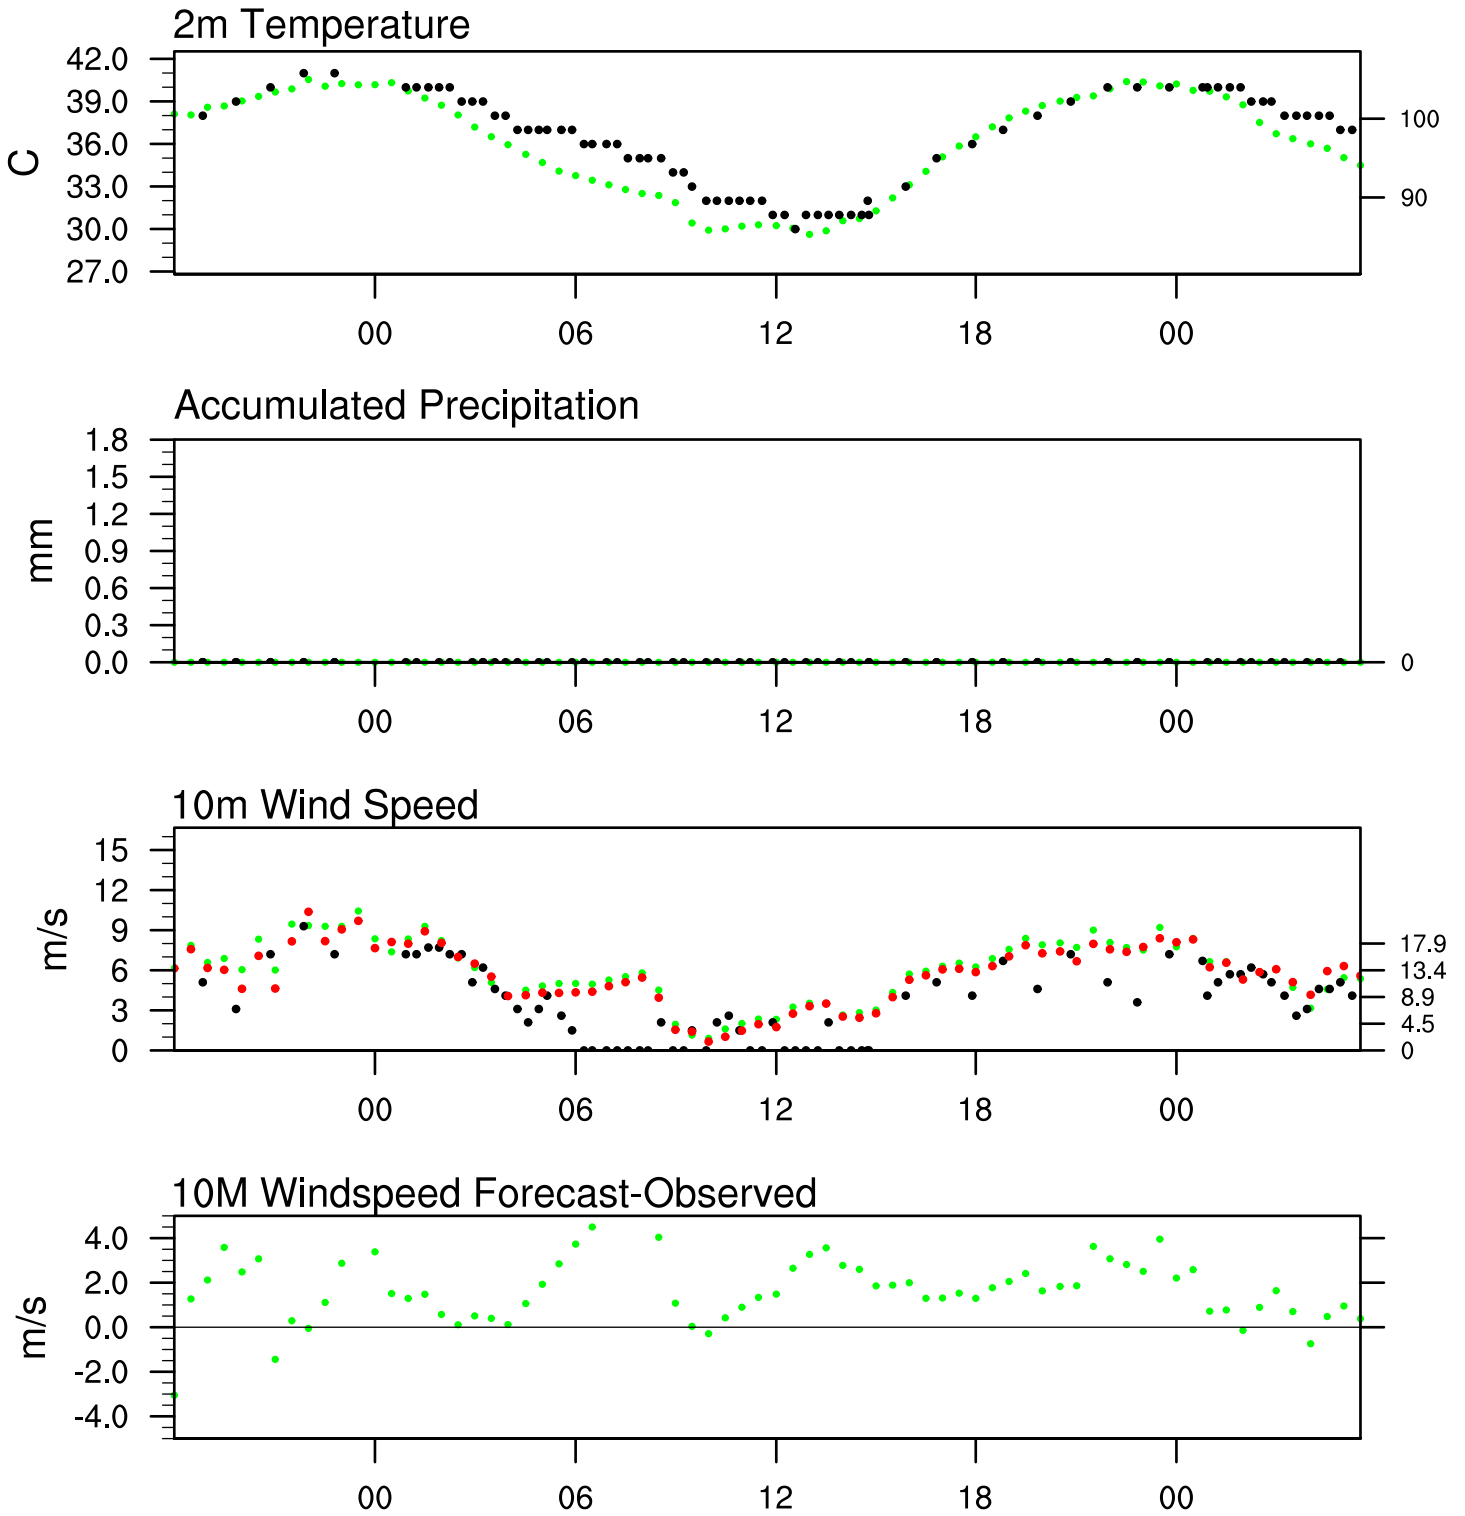 2m Temperature
42.0
39.0
36.0
33.0
30.0
27.0
C
100
90
00 06 12 18 00
Accumulated Precipitation
1.8
1.5
1.2
0.9
0.6
0.3
0.0
mm
0
00 06 12 18 00
10m Wind Speed
15
12
9
6
3
0
m/s
17.9
13.4
8.9
4.5
0
00 06 12 18 00
10M Windspeed Forecast-Observed
4.0
2.0
0.0
-2.0
-4.0
m/s
00 06 12 18 00